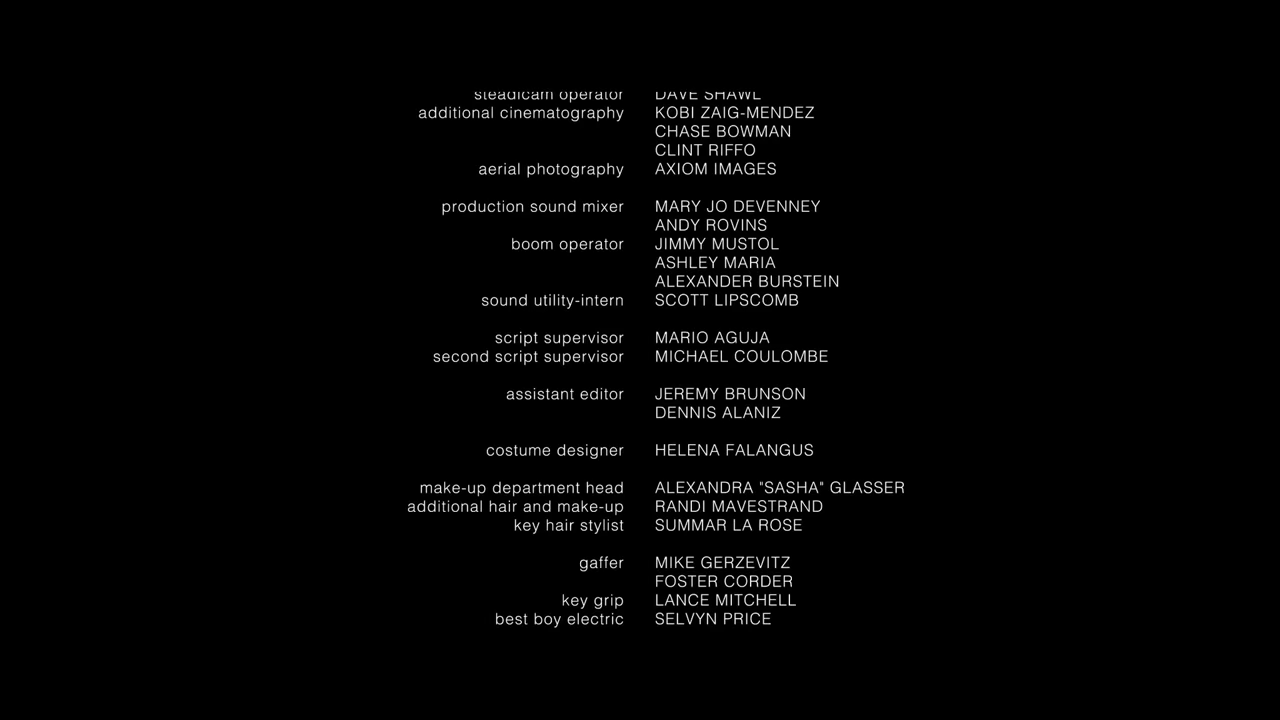 steadicam operator DAVE SHAWL
additional cinematography KOBI ZAIG-MENDEZ
CHASE BOWMAN
CLINT RIFFO
aerial photography AXIOM IMAGES
production sound mixer MARY JO DEVENNEY
ANDY ROVINS
boom operator JIMMY MUSTOL
ASHLEY MARIA
ALEXANDER BURSTEIN
sound utility-intern SCOTT LIPSCOMB
script supervisor MARIO AGUJA
second script supervisor MICHAEL COULOMBE
assistant editor JEREMY BRUNSON
DENNIS ALANIZ
costume designer HELENA FALANGUS
make-up department head ALEXANDRA "SASHA" GLASSER
additional hair and make-up RANDI MAVESTRAND
key hair stylist SUMMAR LA ROSE
gaffer MIKE GERZEVITZ
FOSTER CORDER
key grip LANCE MITCHELL
best boy electric SELVYN PRICE